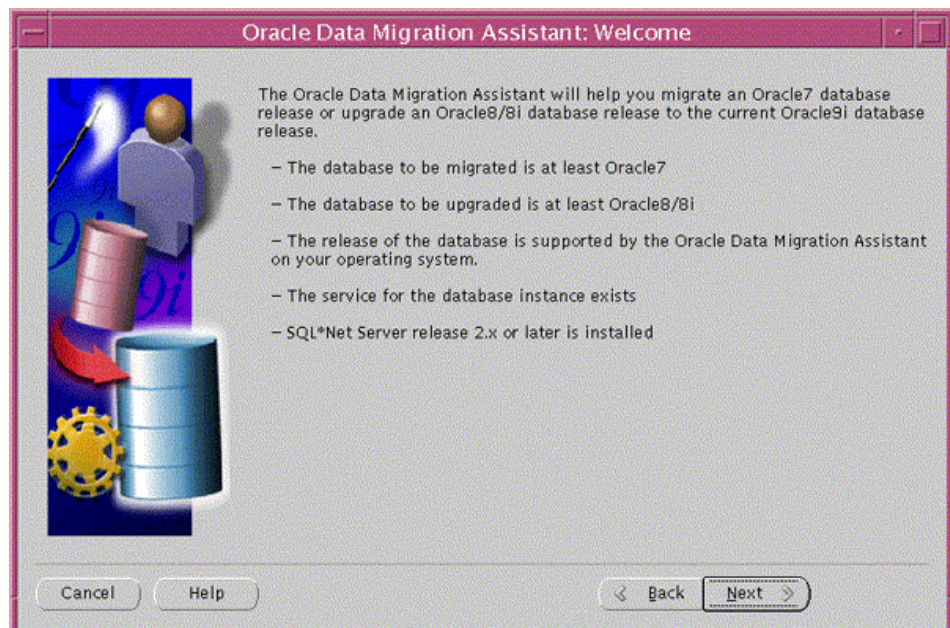 Oracle Data Migration Assistant: Welcome
The Oracle Data Migration Assistant will help you migrate an Oracle7 database
release or upgrade an Oracle8/8i database release to the current Oracle9i database
release.
– The database to be migrated is at least Oracle7
– The database to be upgraded is at least Oracle8/8i
– The release of the database is supported by the Oracle Data Migration Assistant
on your operating system.
– The service for the database instance exists
– SQL*Net Server release 2.x or later is installed
9i
9i
9i
Cancel
Help
Back
Next